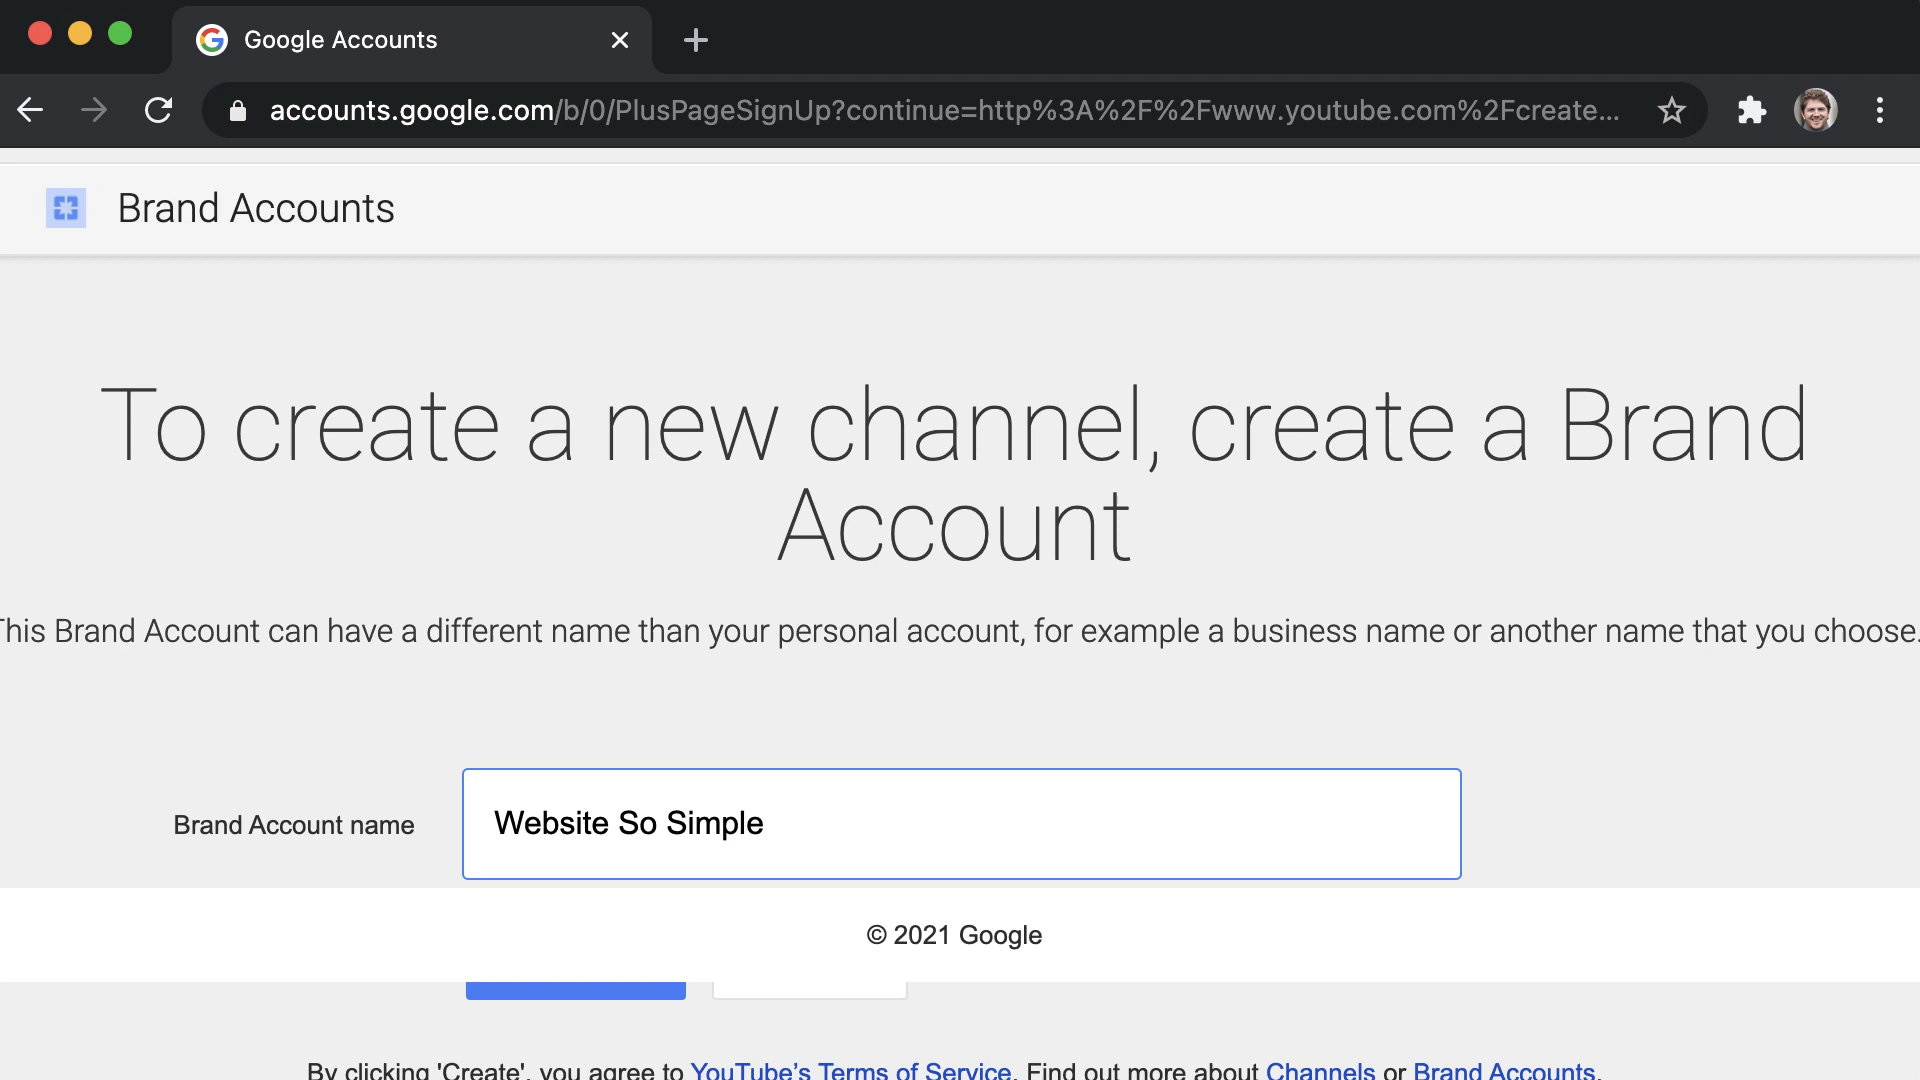 Google Accounts
accounts.google.com/b/0/PlusPageSignUp?continue=http%3A%2F%2Fwww.youtube.com%2Fcreate...
Brand Accounts
To create a new channel, create a Brand
Account
This Brand Account can have a different name than your personal account, for example a business name or another name that you choose.
Brand Account name
Website So Simple
© 2021 Google
By clicking 'Create', you agree to YouTube's Terms of Service. Find out more about Channels or Brand Accounts.